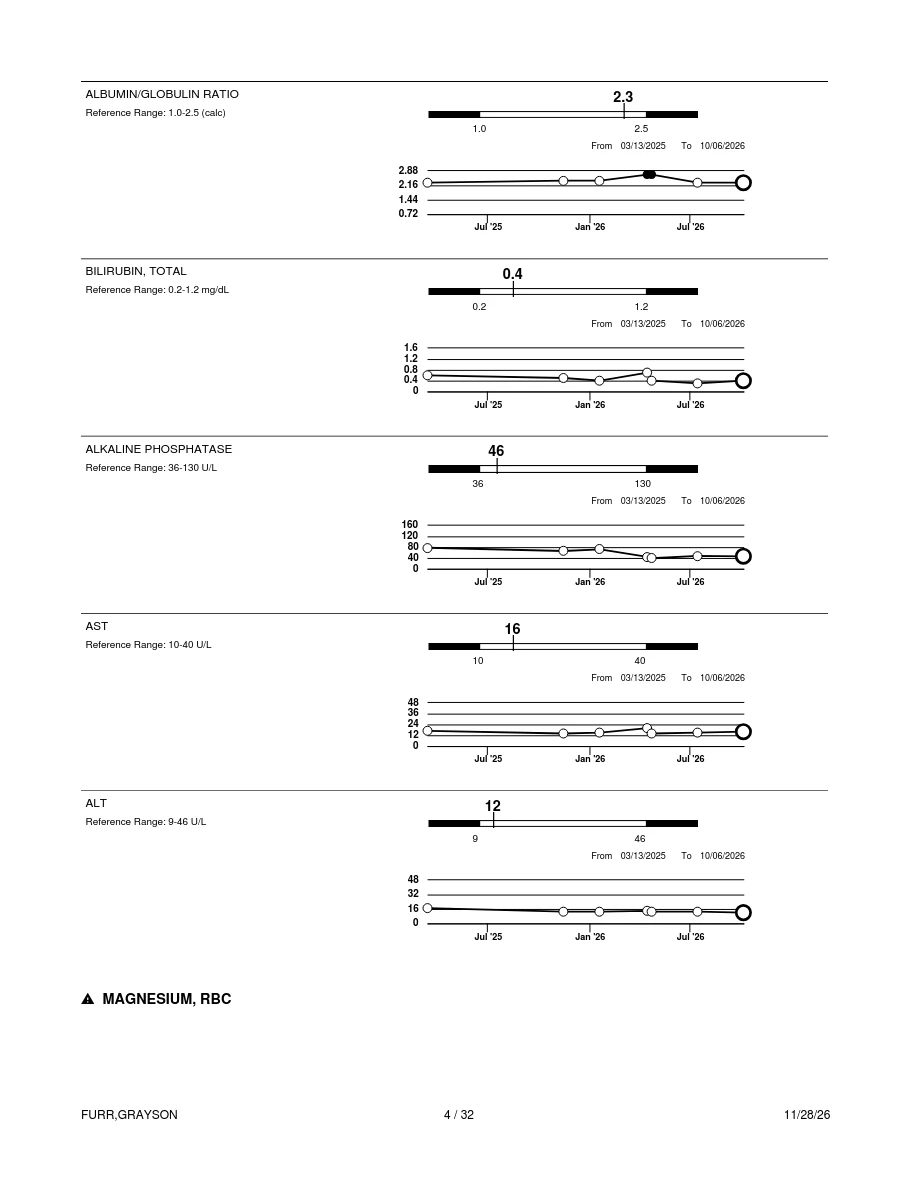 ALBUMIN/GLOBULIN RATIO
Reference Range: 1.0-2.5 (calc)
2.3
1.0 2.5
From 03/13/2025 To 10/06/2026
2.88
2.16
1.44
0.72
Jul '25 Jan '26 Jul '26
BILIRUBIN, TOTAL
Reference Range: 0.2-1.2 mg/dL
0.4
0.2 1.2
From 03/13/2025 To 10/06/2026
1.6
1.2
0.8
0.4
0
Jul '25 Jan '26 Jul '26
ALKALINE PHOSPHATASE
Reference Range: 36-130 U/L
46
36 130
From 03/13/2025 To 10/06/2026
160
120
80
40
0
Jul '25 Jan '26 Jul '26
AST
Reference Range: 10-40 U/L
16
10 40
From 03/13/2025 To 10/06/2026
48
36
24
12
0
Jul '25 Jan '26 Jul '26
ALT
Reference Range: 9-46 U/L
12
9 46
From 03/13/2025 To 10/06/2026
48
32
16
0
Jul '25 Jan '26 Jul '26
MAGNESIUM, RBC
FURR,GRAYSON 4 / 32 11/28/26